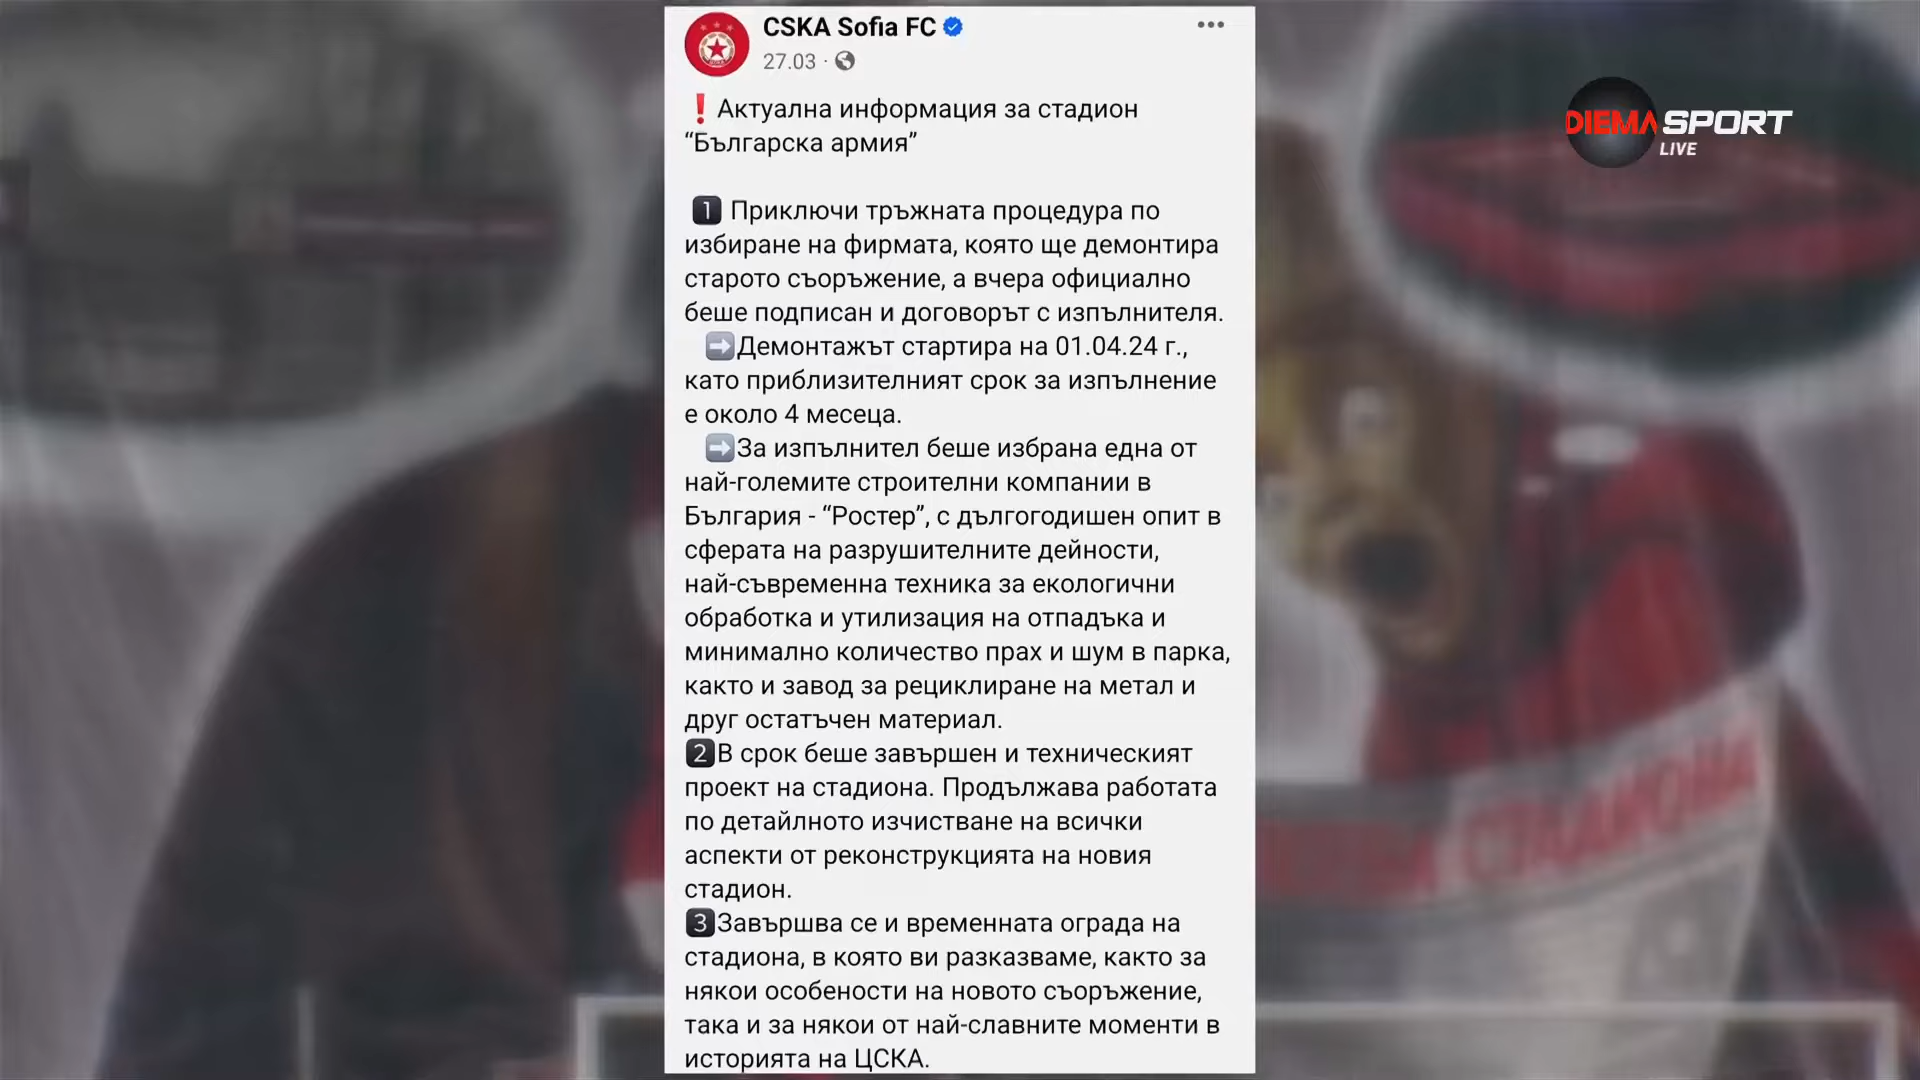 CSKA Sofia FC
27.03 ·
DIEMA SPORT
LIVE
❗Актуална информация за стадион
“Българска армия”
1 Приключи тръжната процедура по
избиране на фирмата, която ще демонтира
старото съоръжение, а вчера официално
беше подписан и договорът с изпълнителя.
➡Демонтажът стартира на 01.04.24 г.,
като приблизителният срок за изпълнение
е около 4 месеца.
➡За изпълнител беше избрана една от
най-големите строителни компании в
България - “Ростер”, с дългогодишен опит в
сферата на разрушителните дейности,
най-съвременна техника за екологични
обработка и утилизация на отпадъка и
минимално количество прах и шум в парка,
както и завод за рециклиране на метал и
друг остатъчен материал.
2 В срок беше завършен и техническият
проект на стадиона. Продължава работата
по детайлното изчистване на всички
аспекти от реконструкцията на новия
стадион.
3 Завършва се и временната ограда на
стадиона, в която ви разказваме, както за
някои особености на новото съоръжение,
така и за някои от най-славните моменти в
историята на ЦСКА.